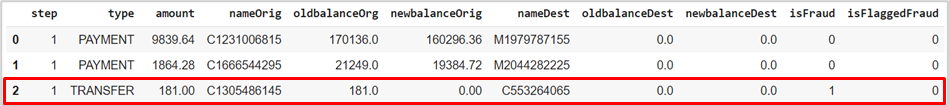 step type amount nameOrig oldbalanceOrg newbalanceOrig nameDest oldbalanceDest newbalanceDest isFraud isFlaggedFraud
0 1 PAYMENT 9839.64 C1231006815 170136.0 160296.36 M1979787155 0.0 0.0 0 0
1 1 PAYMENT 1864.28 C1666544295 21249.0 19384.72 M2044282225 0.0 0.0 0 0
2 1 TRANSFER 181.00 C1305486145 181.0 0.00 C553264065 0.0 0.0 1 0